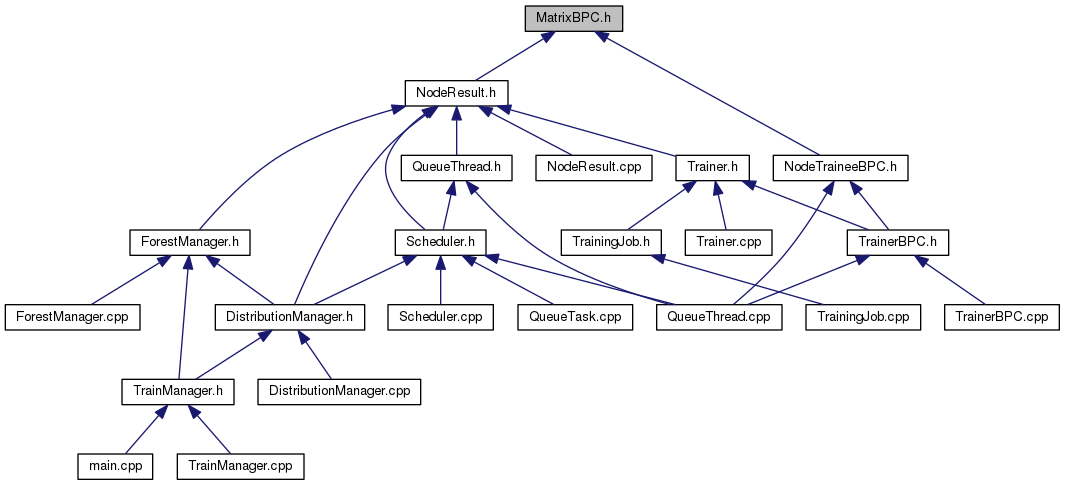 MatrixBPC.h
NodeResult.h
QueueThread.h
NodeResult.cpp
Trainer.h
NodeTraineeBPC.h
ForestManager.h
Scheduler.h
TrainingJob.h
Trainer.cpp
TrainerBPC.h
ForestManager.cpp
DistributionManager.h
Scheduler.cpp
QueueTask.cpp
QueueThread.cpp
TrainingJob.cpp
TrainerBPC.cpp
TrainManager.h
DistributionManager.cpp
main.cpp
TrainManager.cpp